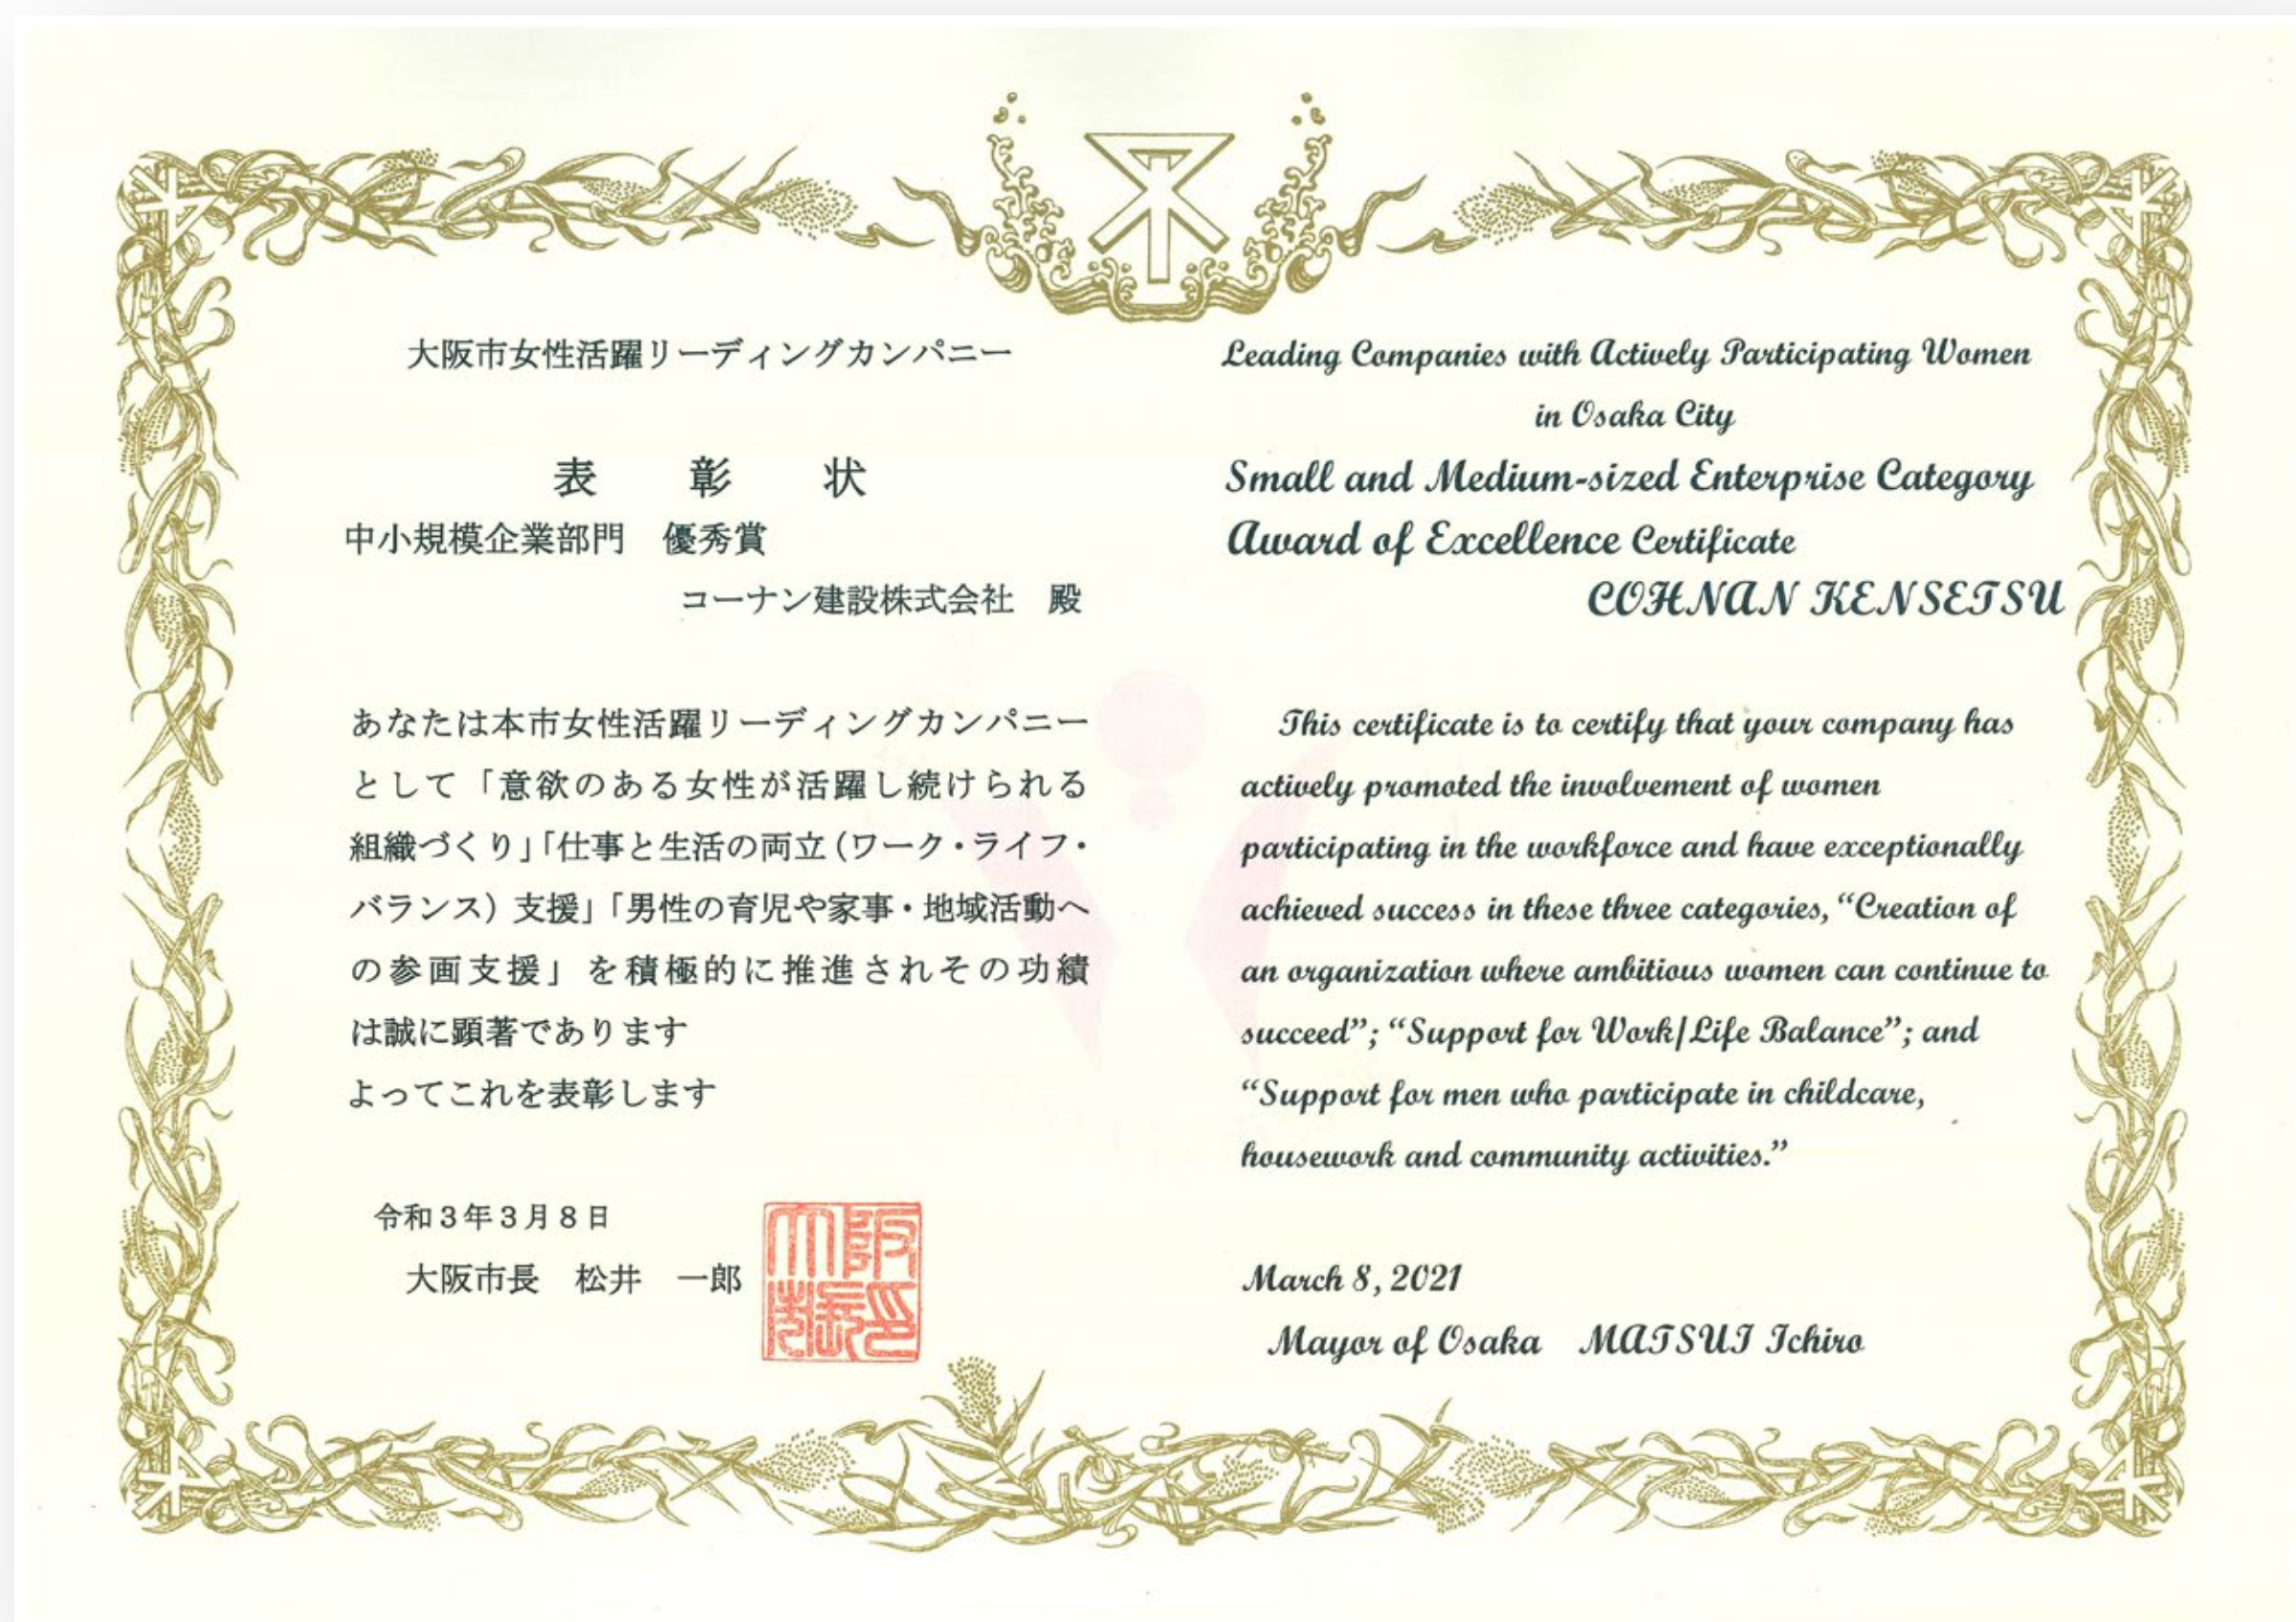 大阪市女性活躍リーディングカンパニー
表 彰 状
中小規模企業部門 優秀賞
コーナン建設株式会社 殿
あなたは本市女性活躍リーディングカンパニー
として「意欲のある女性が活躍し続けられる
組織づくり」「仕事と生活の両立(ワーク・ライフ・
バランス)支援」「男性の育児や家事・地域活動へ
の参画支援」を積極的に推進されその功績
は誠に顕著であります
よってこれを表彰します
令和3年3月8日
大阪市長 松井 一郎
大阪市長之印
Leading Companies with Actively Participating Women
in Osaka City
Small and Medium-sized Enterprise Category
Award of Excellence Certificate
COHNAN KENSETSU
This certificate is to certify that your company has
actively promoted the involvement of women
participating in the workforce and have exceptionally
achieved success in these three categories, “Creation of
an organization where ambitious women can continue to
succeed”; “Support for Work/Life Balance”; and
“Support for men who participate in childcare,
housework and community activities.”
March 8, 2021
Mayor of Osaka MATSUI Ichiro